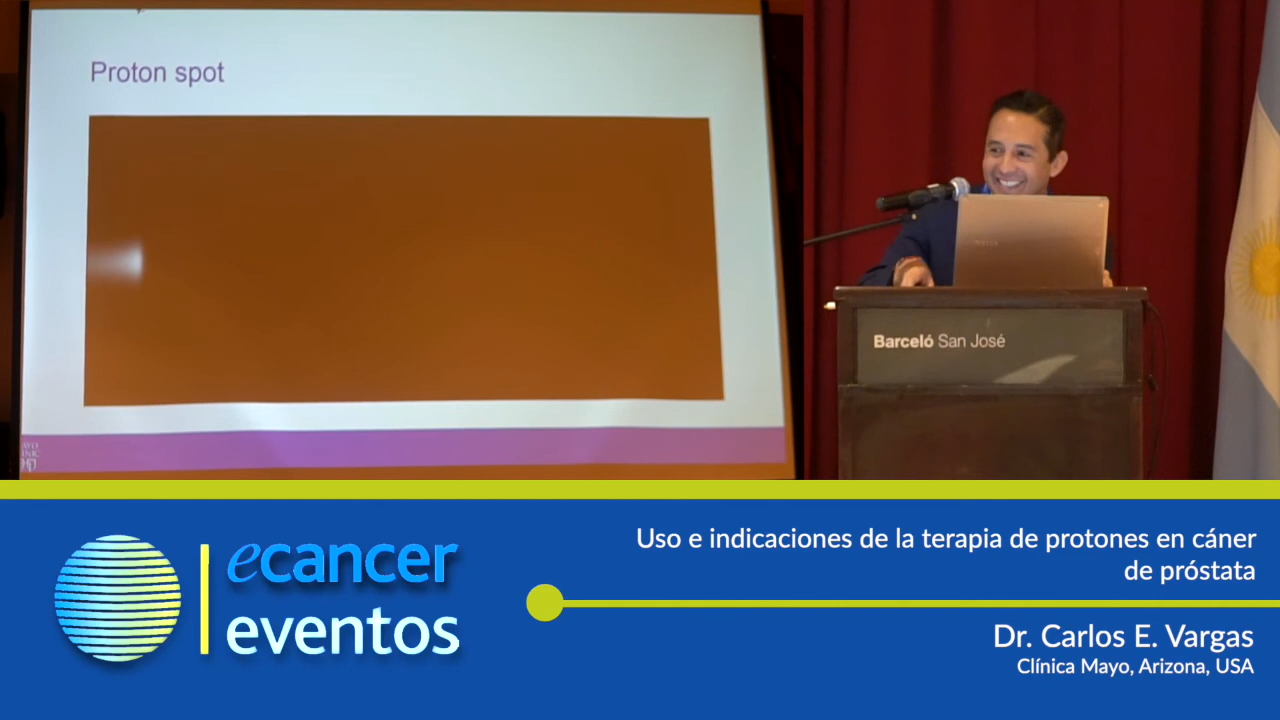 Proton spot
Barceló San José
ecancer
eventos
Uso e indicaciones de la terapia de protones en cáner
de próstata
Dr. Carlos E. Vargas
Clínica Mayo, Arizona, USA